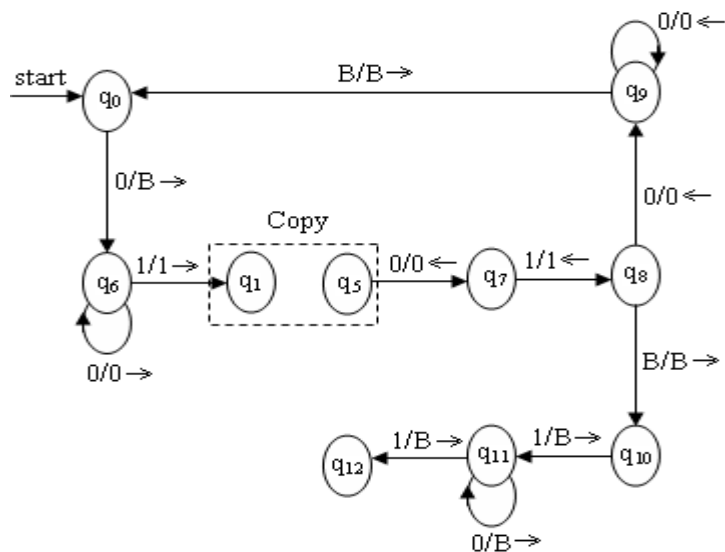 0/0←
start
B/B→
q9
q0
0/B→
0/0←
Copy
1/1→
0/0←
1/1←
q6
q1
q5
q7
q8
0/0→
B/B→
1/B→
1/B→
q12
q11
q10
0/B→